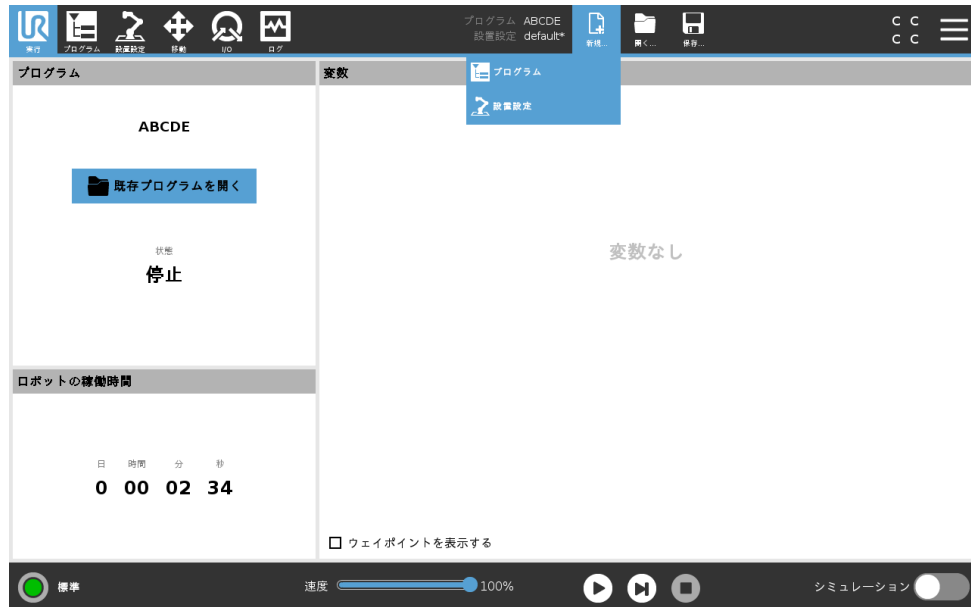 UR
実行
プログラム
設置設定
移動
I/O
ログ
プログラム ABCDE
設置設定 default*
新規...
開く...
保存...
C C
C C
プログラム
設置設定
プログラム
変数
ABCDE
既存プログラムを開く
状態
停止
変数なし
ロボットの稼働時間
日 時間 分 秒
0 00 02 34
ウェイポイントを表示する
標準
速度 100%
シミュレーション